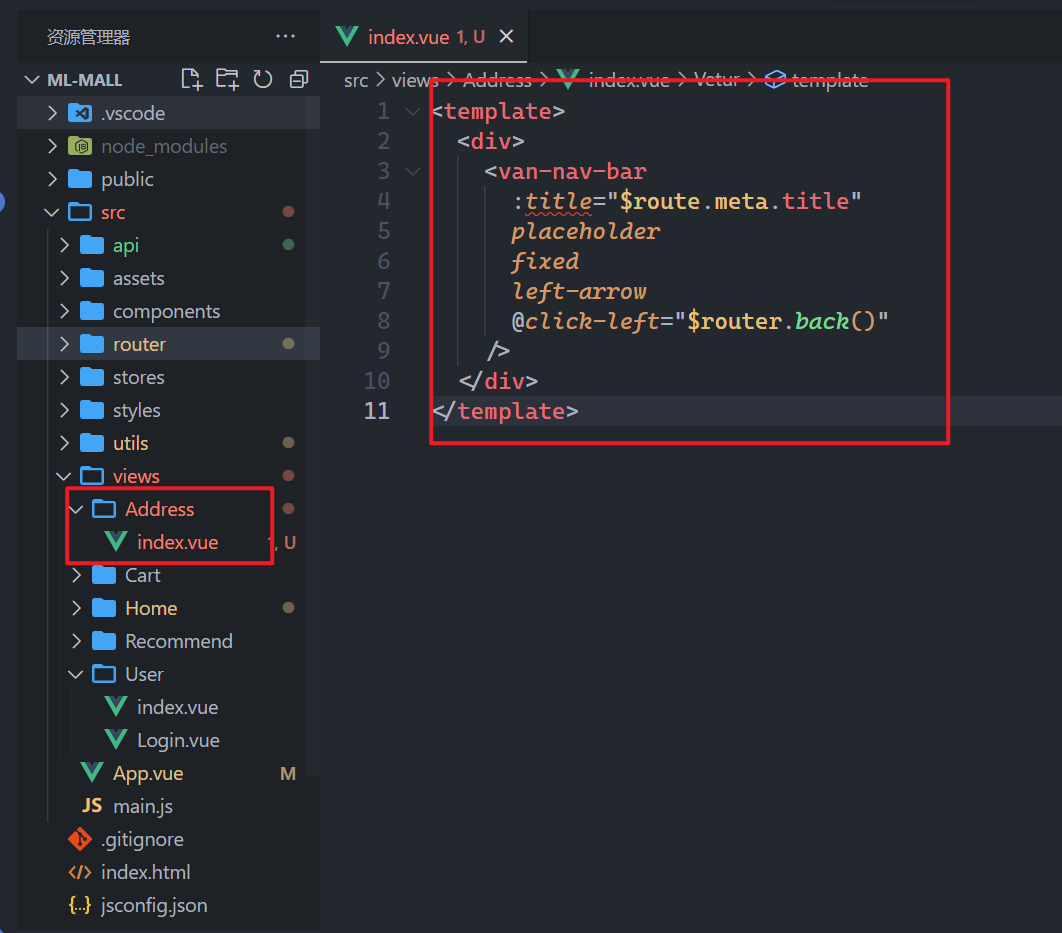 资源管理器 ···
index.vue 1, U
ML-MALL
src > views > Address > index.vue > Vetur > template
.vscode
node_modules
public
src
api
assets
components
router
stores
styles
utils
views
Address
index.vue , U
Cart
Home
Recommend
User
index.vue
Login.vue
App.vue M
JS main.js
.gitignore
index.html
{..} jsconfig.json
1 <template>
2 <div>
3 <van-nav-bar
4 :title="$route.meta.title"
5 placeholder
6 fixed
7 left-arrow
8 @click-left="$router.back()"
9 />
10 </div>
11 </template>